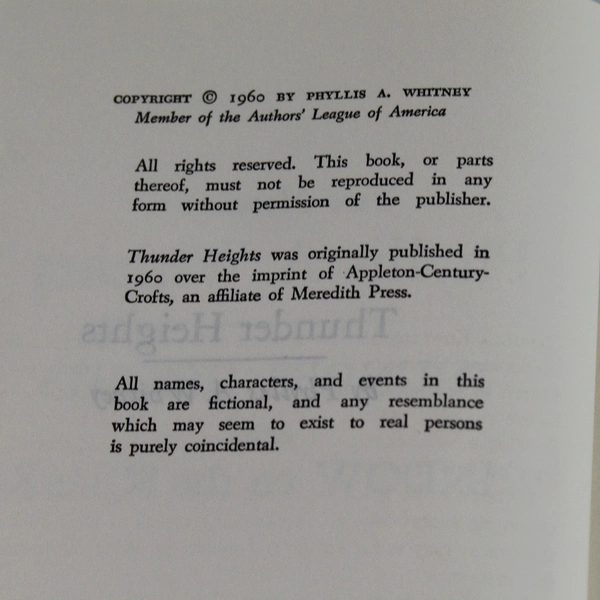 COPYRIGHT © 1960 BY PHYLLIS A. WHITNEY
Member of the Authors' League of America
All rights reserved. This book, or parts
thereof, must not be reproduced in any
form without permission of the publisher.
Thunder Heights was originally published in
1960 over the imprint of Appleton-Century-
Crofts, an affiliate of Meredith Press.
Thunder Heights
All names, characters, and events in this
book are fictional, and any resemblance
which may seem to exist to real persons
is purely coincidental.